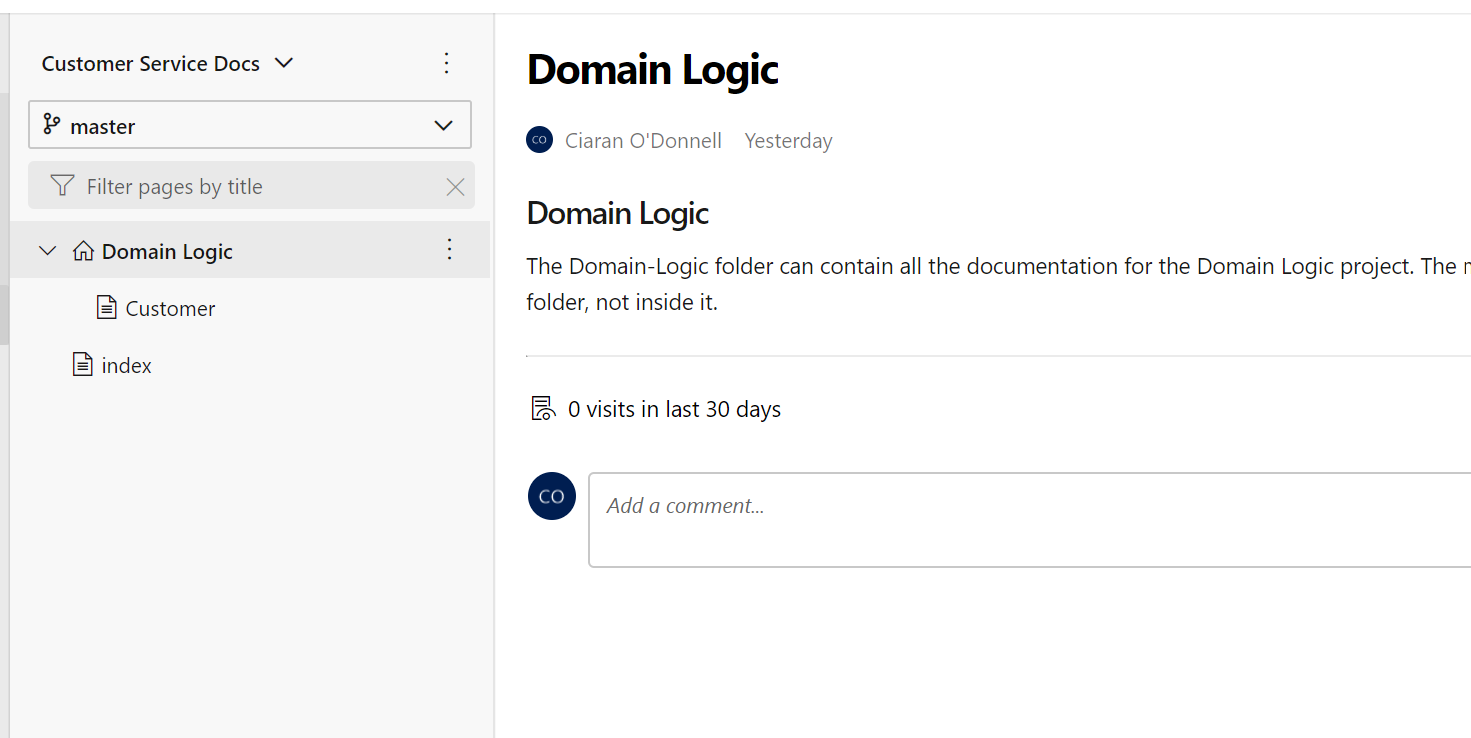 Customer Service Docs
master
Filter pages by title
Domain Logic
Customer
index
Domain Logic
CO Ciaran O'Donnell Yesterday
Domain Logic
The Domain-Logic folder can contain all the documentation for the Domain Logic project. The
folder, not inside it.
0 visits in last 30 days
CO
Add a comment...